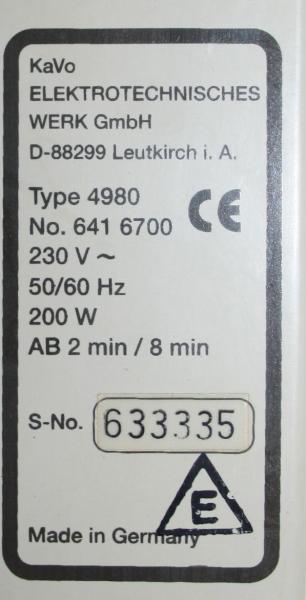 KaVo
ELEKTROTECHNISCHES
WERK GmbH
D-88299 Leutkirch i. A.
Type 4980
No. 641 6700
CE
230 V ~
50/60 Hz
200 W
AB 2 min / 8 min
S-No. 633335
E
Made in Germany